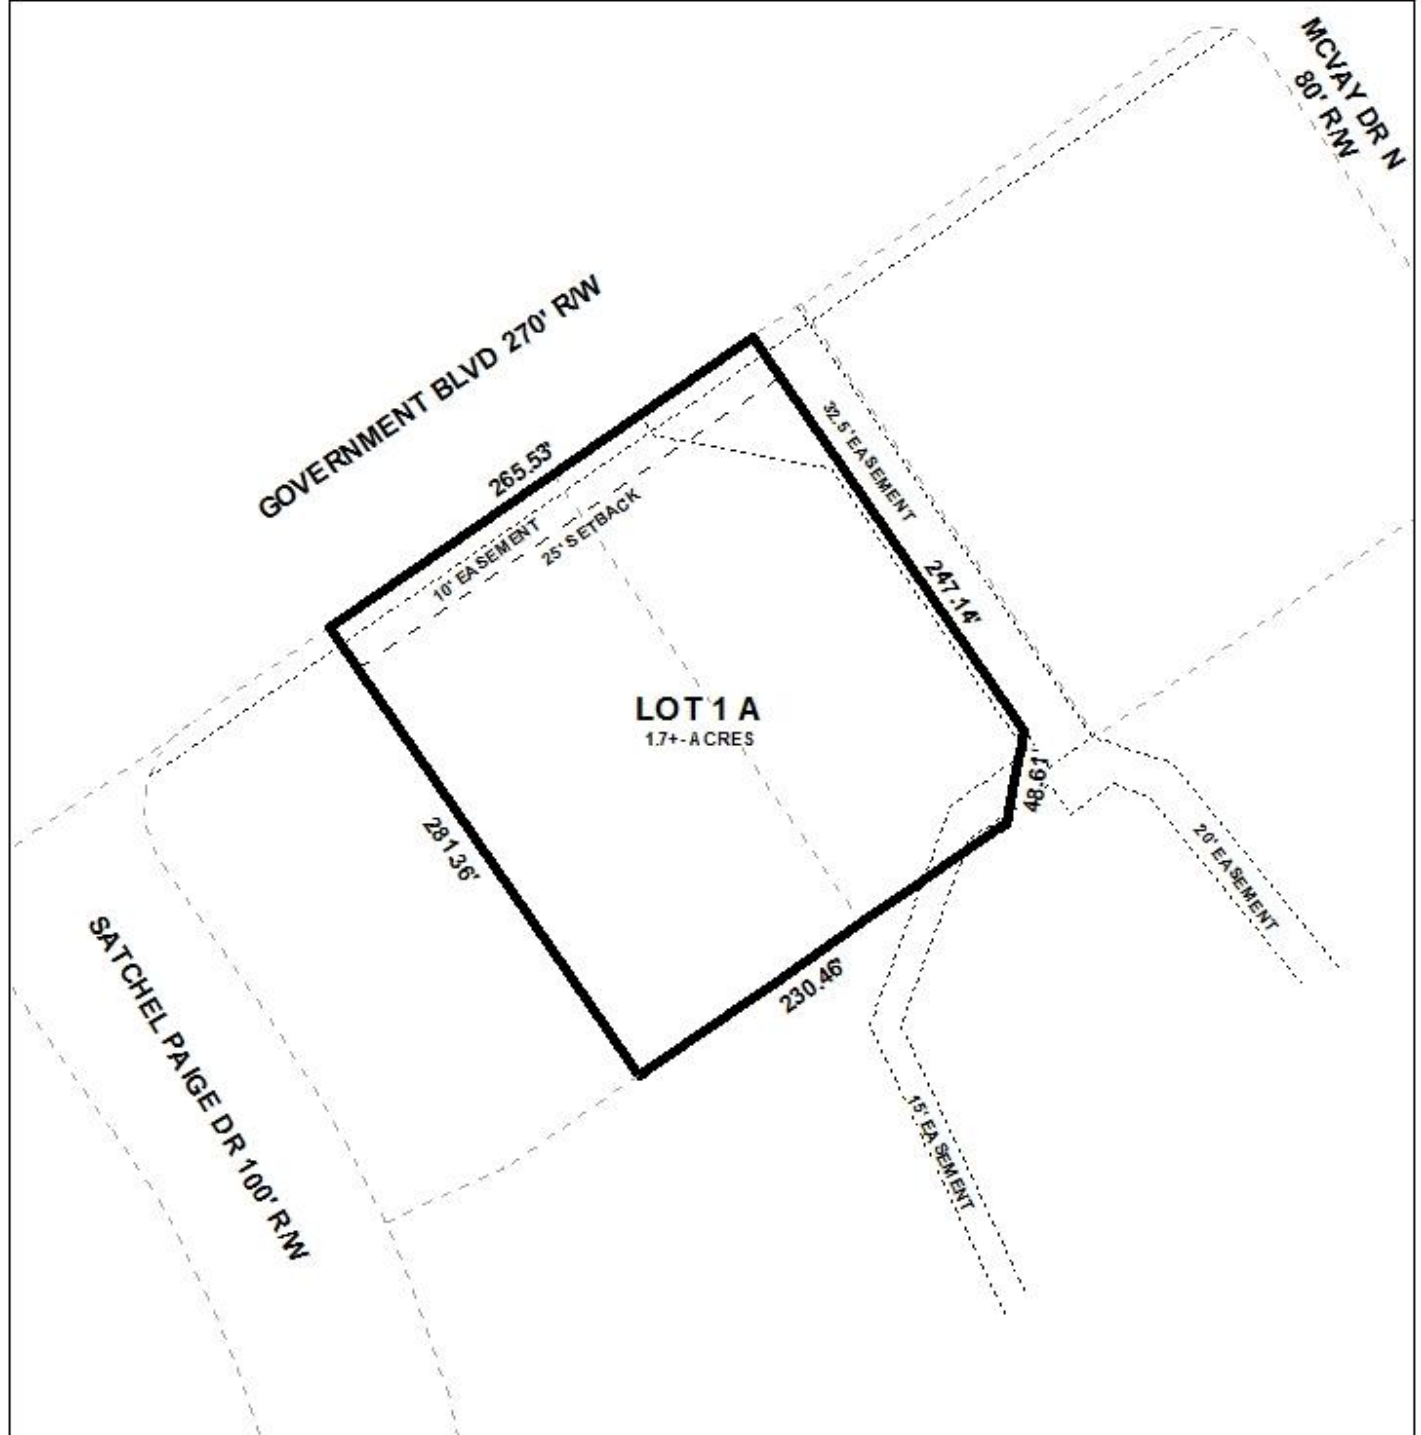 MCVAY DR N
80' R/W
GOVERNMENT BLVD 270' R/W
265.53'
10' EASEMENT
25' SETBACK
32.5' EASEMENT
247.14'
LOT 1 A
1.7+- ACRES
48.61'
281.36'
20' EASEMENT
230.46'
SATCHEL PAIGE DR 100' R/W
15' EASEMENT